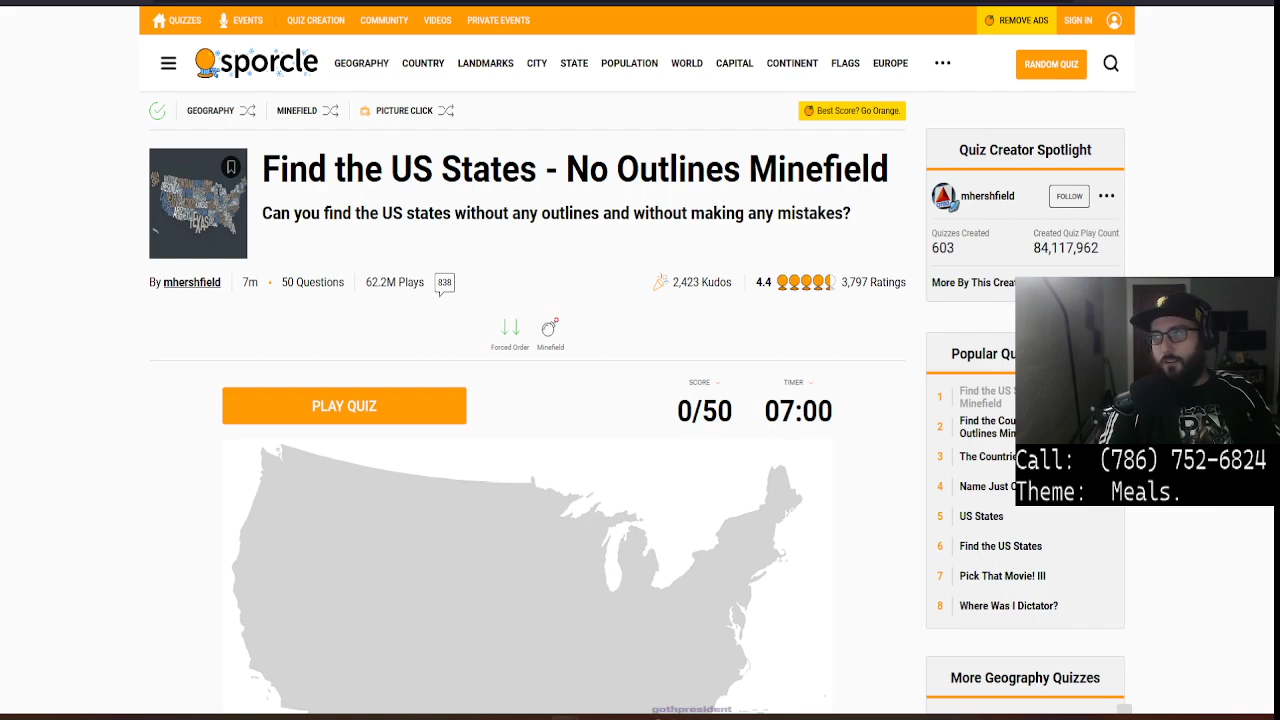 QUIZZES EVENTS QUIZ CREATION COMMUNITY VIDEOS PRIVATE EVENTS REMOVE ADS SIGN IN
sporcle GEOGRAPHY COUNTRY LANDMARKS CITY STATE POPULATION WORLD CAPITAL CONTINENT FLAGS EUROPE ••• RANDOM QUIZ
GEOGRAPHY MINEFIELD PICTURE CLICK Best Score? Go Orange.
Find the US States - No Outlines Minefield
Can you find the US states without any outlines and without making any mistakes?
By mhershfield 7m • 50 Questions 62.2M Plays 838 2,423 Kudos 4.4 3,797 Ratings
Forced Order Minefield
PLAY QUIZ
SCORE TIMER
0/50 07:00
TEXAS
gothpresident
Quiz Creator Spotlight
mhershfield FOLLOW •••
Quizzes Created Created Quiz Play Count
603 84,117,962
More By This Crea
Popular Qu
1 Find the US
Minefield
2 Find the Cou
Outlines Min
3 The Countrie
4 Name Just
5 US States
6 Find the US States
7 Pick That Movie! III
8 Where Was I Dictator?
More Geography Quizzes
Call: (786) 752-6824
Theme: Meals.